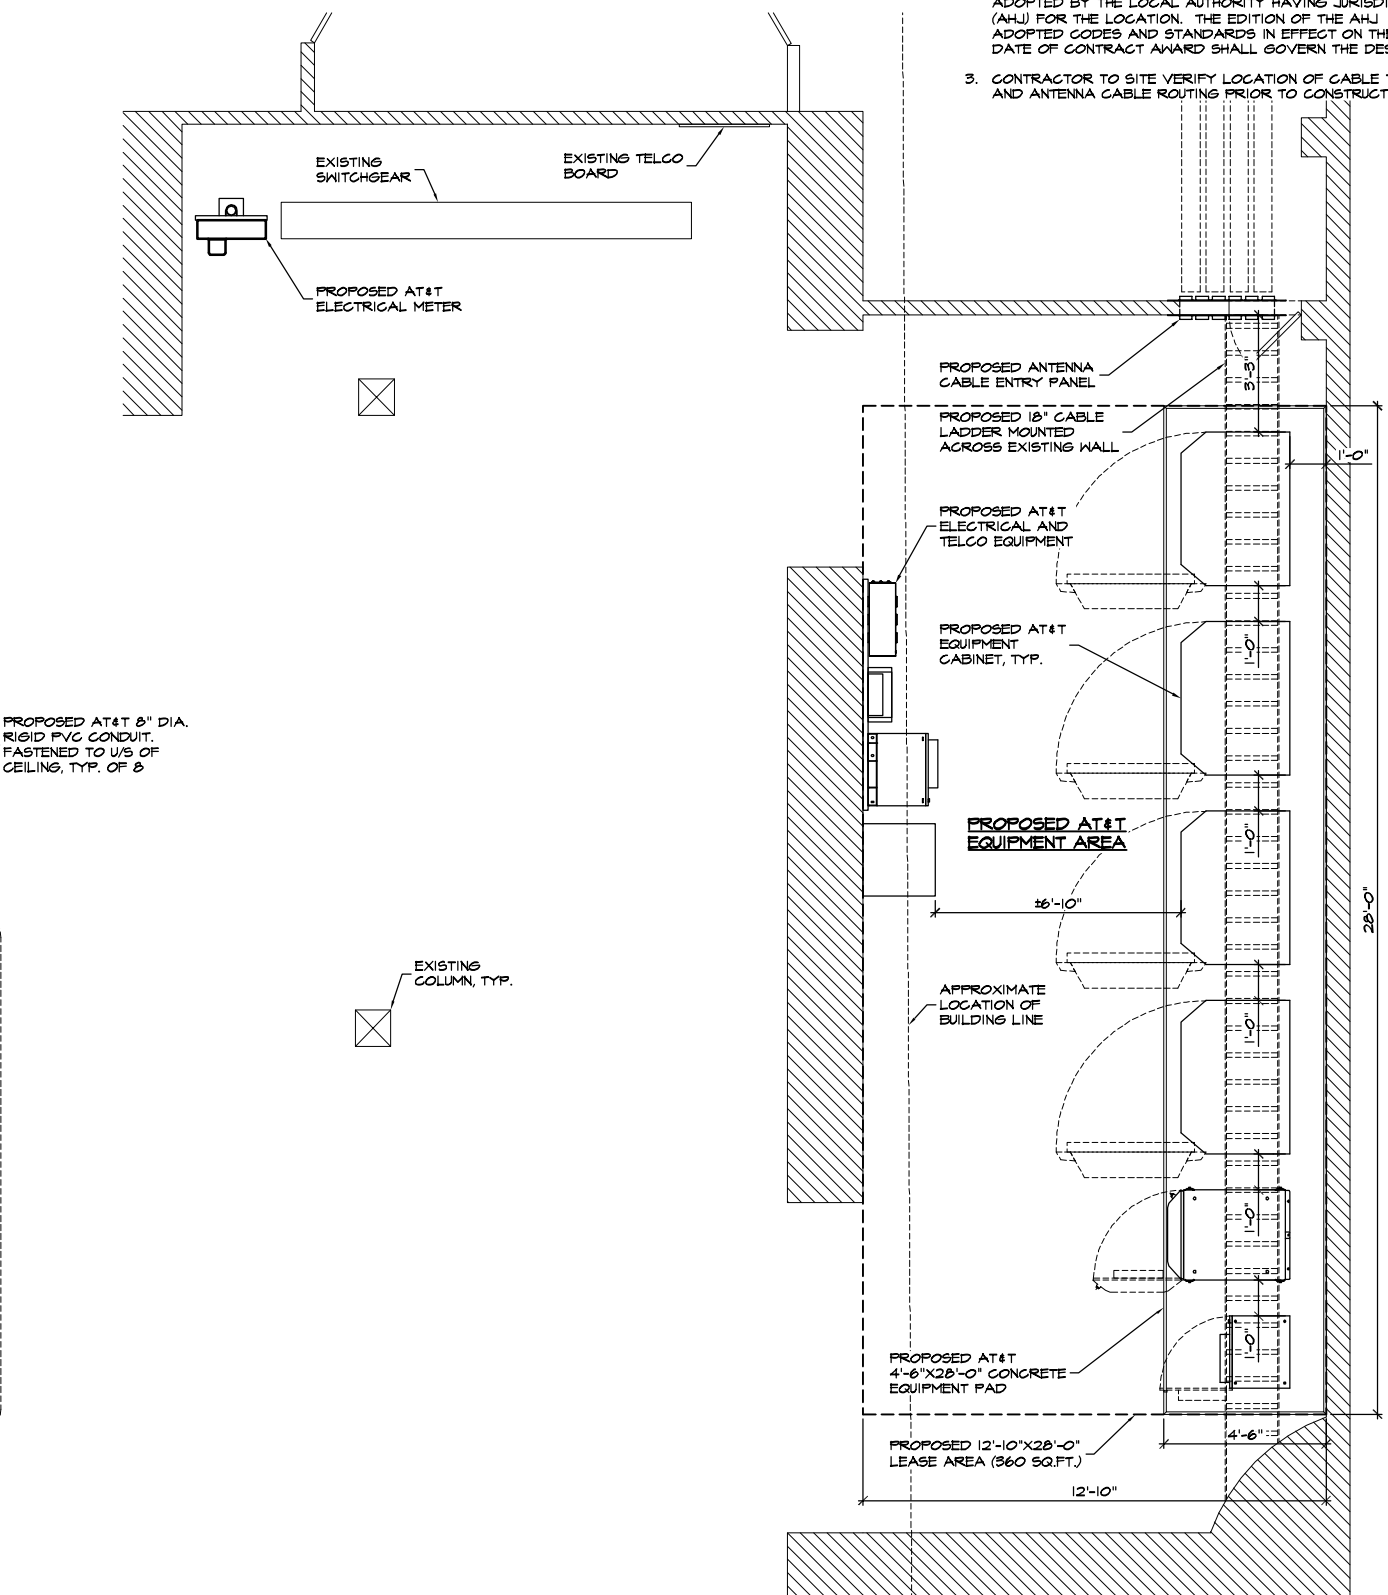 ADOPTED BY THE LOCAL AUTHORITY HAVING
(AHJ) FOR THE LOCATION. THE EDITION OF THE AHJ
ADOPTED CODES AND STANDARDS IN EFFECT ON THE
DATE OF CONTRACT AWARD SHALL GOVERN THE
3. CONTRACTOR TO SITE VERIFY LOCATION OF CABLE
AND ANTENNA CABLE ROUTING PRIOR TO
EXISTING
SWITCHGEAR
EXISTING TELCO
BOARD
PROPOSED AT&T
ELECTRICAL METER
PROPOSED ANTENNA
CABLE ENTRY PANEL
3'-3"
PROPOSED 18" CABLE
LADDER MOUNTED
ACROSS EXISTING WALL
1'-0"
PROPOSED AT&T
ELECTRICAL AND
TELCO EQUIPMENT
PROPOSED AT&T
EQUIPMENT
CABINET, TYP.
1'-0"
PROPOSED AT&T 8" DIA.
RIGID PVC CONDUIT.
FASTENED TO U/S OF
CEILING, TYP. OF 8
PROPOSED AT&T
EQUIPMENT AREA
1'-0"
±6'-10"
28'-0"
EXISTING
COLUMN, TYP.
APPROXIMATE
LOCATION OF
BUILDING LINE
1'-0"
1'-0"
1'-0"
PROPOSED AT&T
4'-6"X28'-0" CONCRETE
EQUIPMENT PAD
4'-6"
PROPOSED 12'-10"X28'-0"
LEASE AREA (360 SQ.FT.)
12'-10"